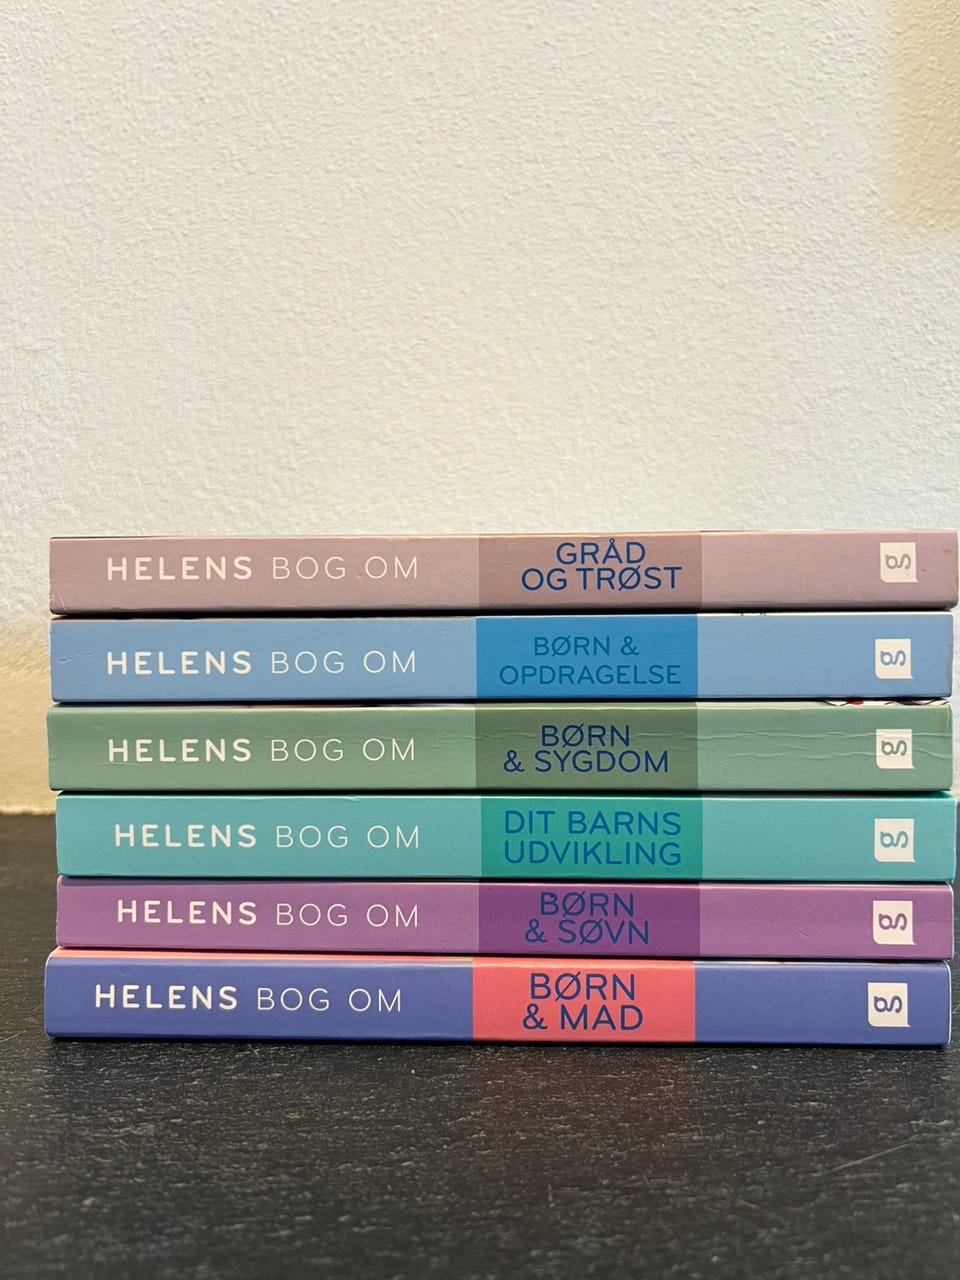 HELENS BOG OM
GRÅD
OG TRØST
g
HELENS BOG OM
BØRN &
OPDRAGELSE
g
HELENS BOG OM
BØRN
& SYGDOM
g
HELENS BOG OM
DIT BARNS
UDVIKLING
g
HELENS BOG OM
BØRN
& SØVN
g
HELENS BOG OM
BØRN
& MAD
g